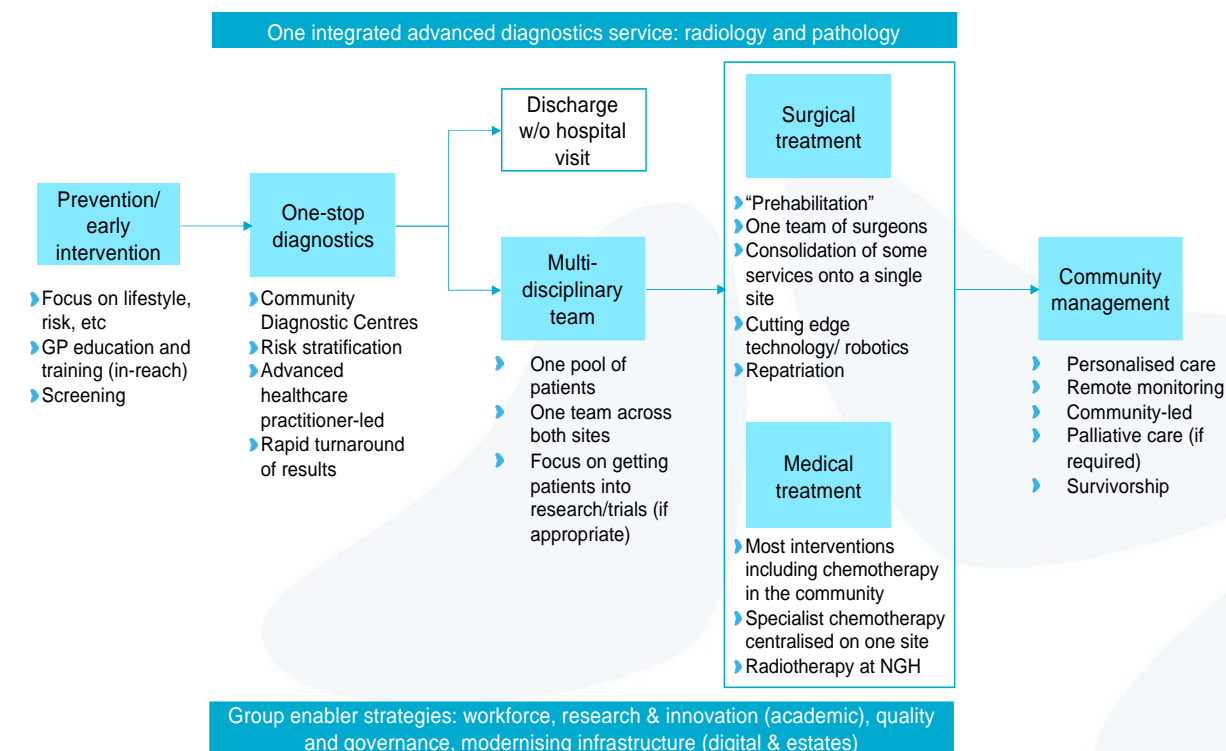 One integrated advanced diagnostics service: radiology and pathology
Prevention/
early
intervention
Focus on lifestyle,
risk, etc
GP education and
training (in-reach)
Screening
One-stop
diagnostics
Community
Diagnostic Centres
Risk stratification
Advanced
healthcare
practitioner-led
Rapid turnaround
of results
Discharge
w/o hospital
visit
Multi-
disciplinary
team
One pool of
patients
One team across
both sites
Focus on getting
patients into
research/trials (if
appropriate)
Surgical
treatment
“Prehabilitation”
One team of surgeons
Consolidation of some
services onto a single
site
Cutting edge
technology/ robotics
Repatriation
Medical
treatment
Most interventions
including chemotherapy
in the community
Specialist chemotherapy
centralised on one site
Radiotherapy at NGH
Community
management
Personalised care
Remote monitoring
Community-led
Palliative care (if
required)
Survivorship
Group enabler strategies: workforce, research & innovation (academic), quality
and governance, modernising infrastructure (digital & estates)